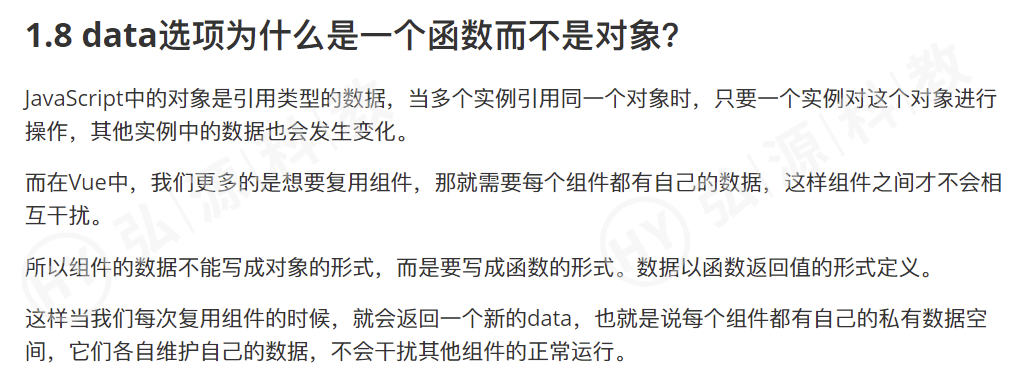 1.8 data选项为什么是一个函数而不是对象？
JavaScript中的对象是引用类型的数据，当多个实例引用同一个对象时，只要一个实例对这个对象进行
操作，其他实例中的数据也会发生变化。
而在Vue中，我们更多的是想要复用组件，那就需要每个组件都有自己的数据，这样组件之间才不会相
互干扰。
所以组件的数据不能写成对象的形式，而是要写成函数的形式。数据以函数返回值的形式定义。
这样当我们每次复用组件的时候，就会返回一个新的data，也就是说每个组件都有自己的私有数据空
间，它们各自维护自己的数据，不会干扰其他组件的正常运行。
HY 弘|源|科|教
HY 弘|源|科|教